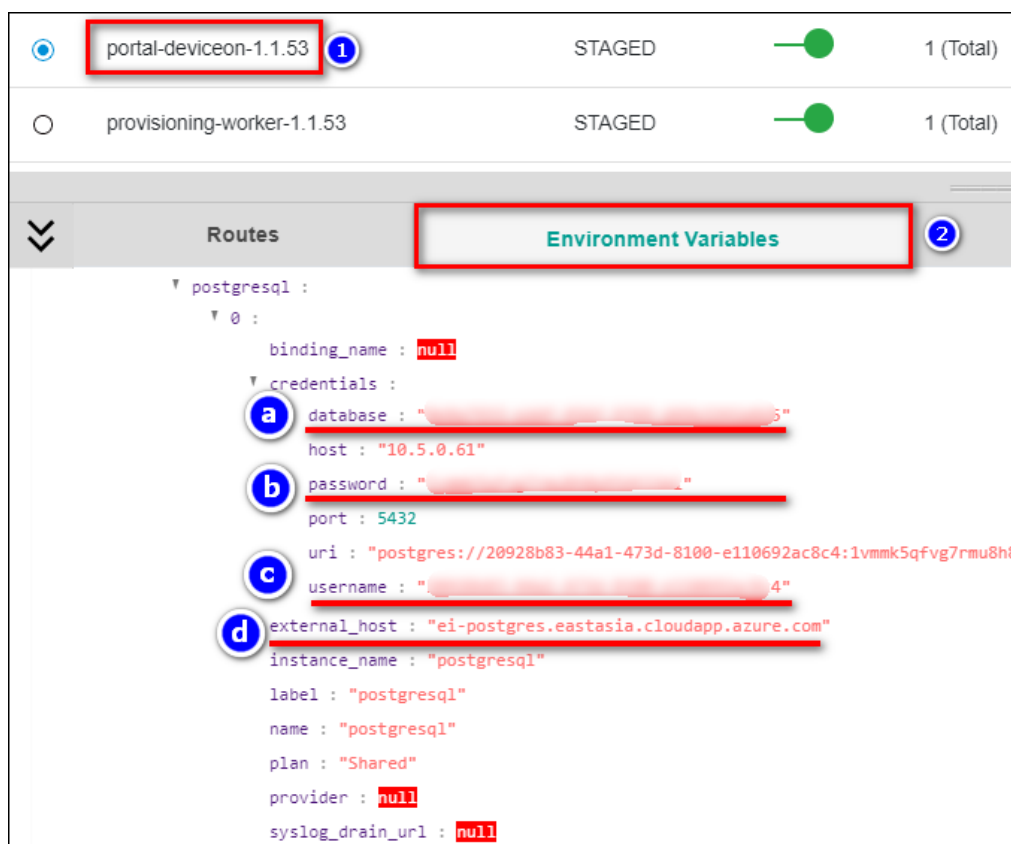 portal-deviceon-1.1.53 1 STAGED 1 (Total)
provisioning-worker-1.1.53 STAGED 1 (Total)
Routes Environment Variables 2
postgresql :
0 :
binding_name : null
credentials :
a database : " 5"
host : "10.5.0.61"
b password : " "
port : 5432
uri : "postgres://20928b83-44a1-473d-8100-e110692ac8c4:1vmmk5qfvg7rmu8h8
c username : " 4"
d external_host : "ei-postgres.eastasia.cloudapp.azure.com"
instance_name : "postgresql"
label : "postgresql"
name : "postgresql"
plan : "Shared"
provider : null
syslog_drain_url : null